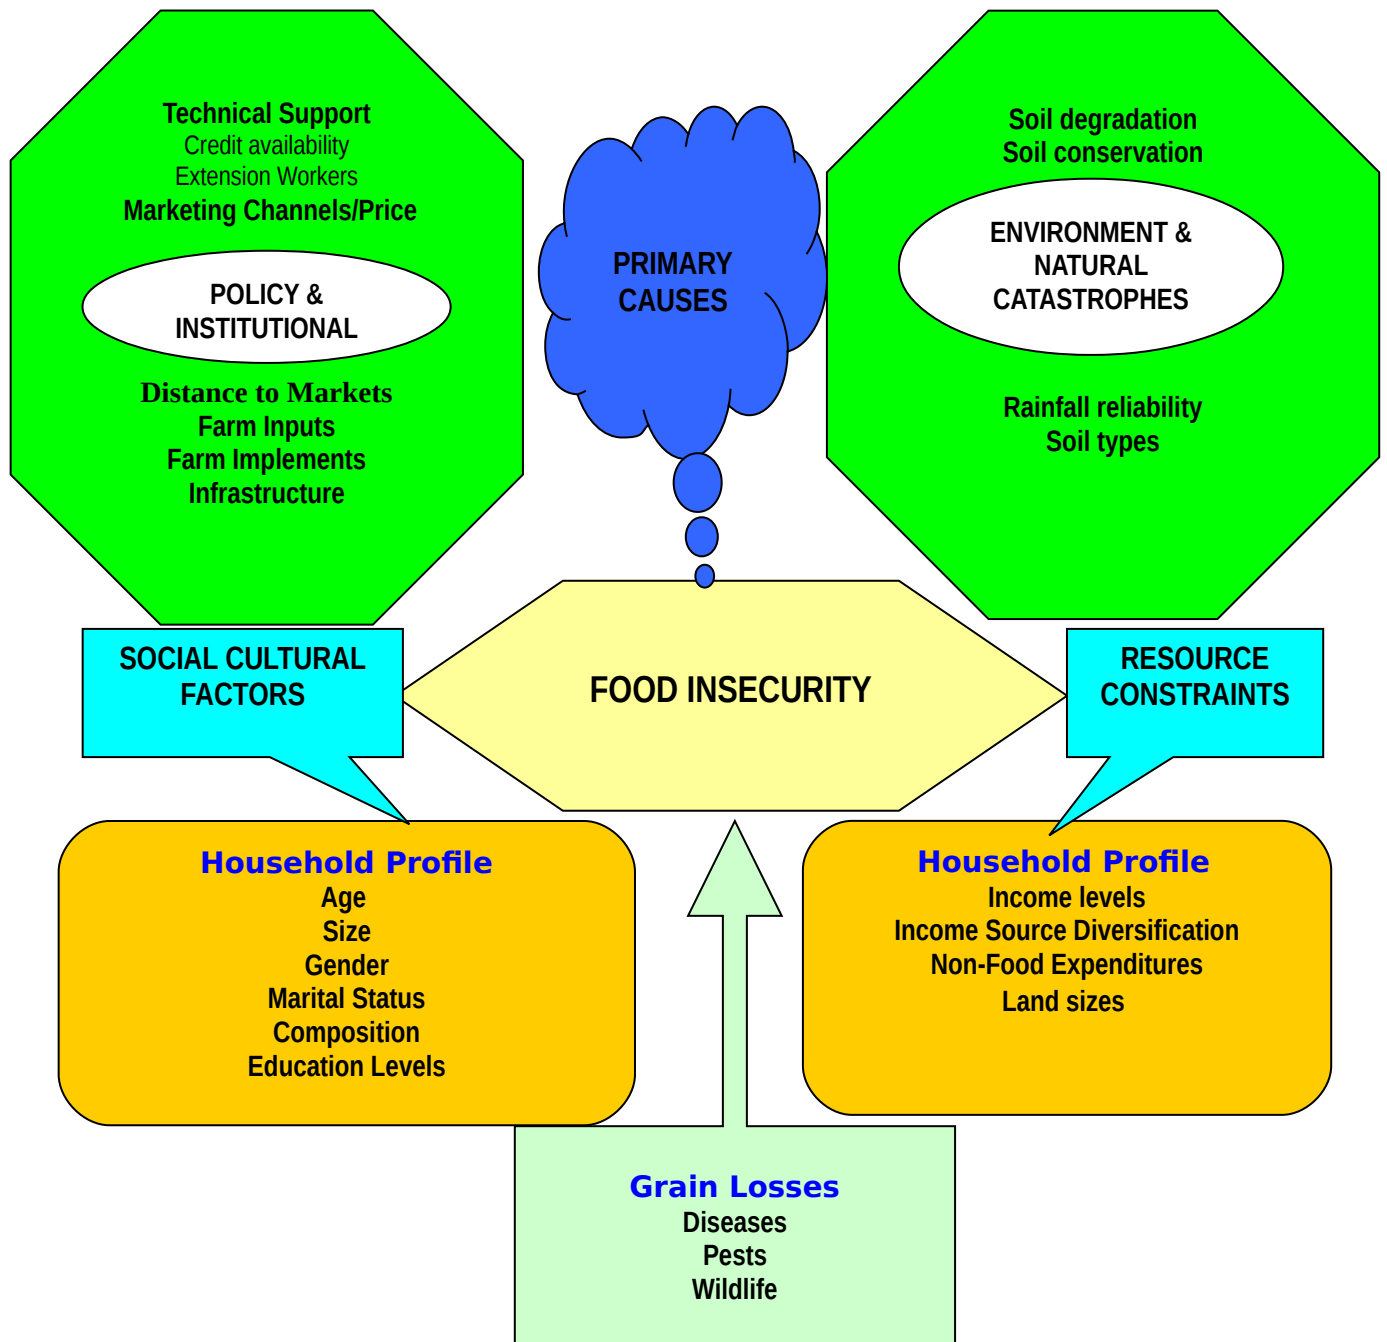 Technical Support
Credit availability
Extension Workers
Marketing Channels/Price
POLICY &
INSTITUTIONAL
Distance to Markets
Farm Inputs
Farm Implements
Infrastructure
PRIMARY
CAUSES
Soil degradation
Soil conservation
ENVIRONMENT &
NATURAL
CATASTROPHES
Rainfall reliability
Soil types
SOCIAL CULTURAL
FACTORS
FOOD INSECURITY
RESOURCE
CONSTRAINTS
Household Profile
Age
Size
Gender
Marital Status
Composition
Education Levels
Household Profile
Income levels
Income Source Diversification
Non-Food Expenditures
Land sizes
Grain Losses
Diseases
Pests
Wildlife